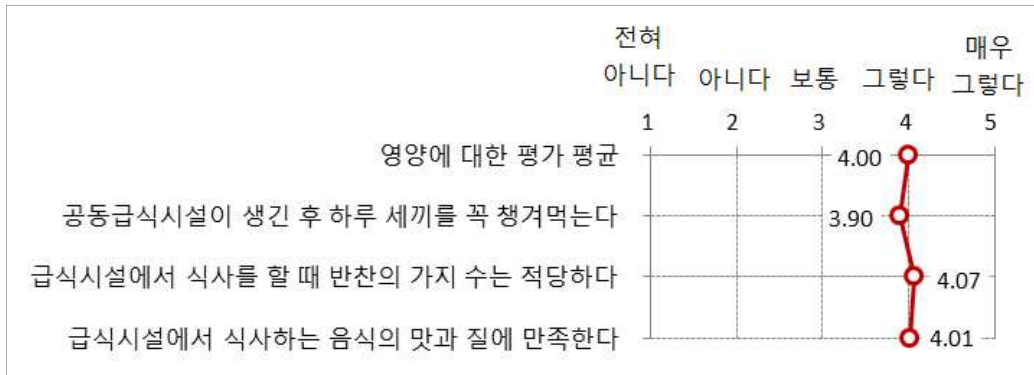 전혀 아니다
아니다
보통
그렇다
매우 그렇다
1 2 3 4 5
영양에 대한 평가 평균 4.00
공동급식시설이 생긴 후 하루 세끼를 꼭 챙겨먹는다 3.90
급식시설에서 식사를 할 때 반찬의 가지 수는 적당하다 4.07
급식시설에서 식사하는 음식의 맛과 질에 만족한다 4.01